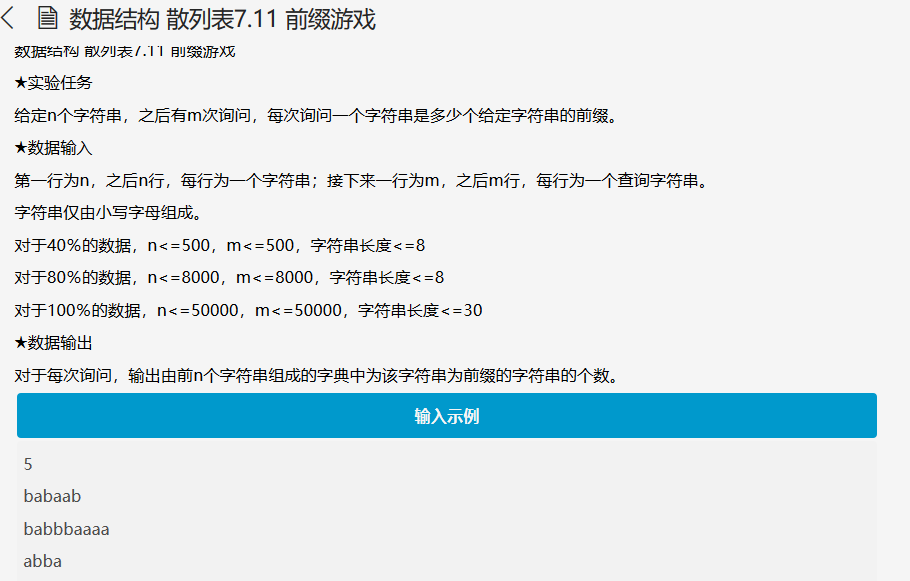 数据结构 散列表7.11 前缀游戏
数据结构 散列表7.11 前缀游戏
★实验任务
给定n个字符串，之后有m次询问，每次询问一个字符串是多少个给定字符串的前缀。
★数据输入
第一行为n，之后n行，每行为一个字符串；接下来一行为m，之后m行，每行为一个查询字符串。
字符串仅由小写字母组成。
对于40%的数据，n<=500，m<=500，字符串长度<=8
对于80%的数据，n<=8000，m<=8000，字符串长度<=8
对于100%的数据，n<=50000，m<=50000，字符串长度<=30
★数据输出
对于每次询问，输出由前n个字符串组成的字典中为该字符串为前缀的字符串的个数。
输入示例
5
babaab
babbbaaaa
abba